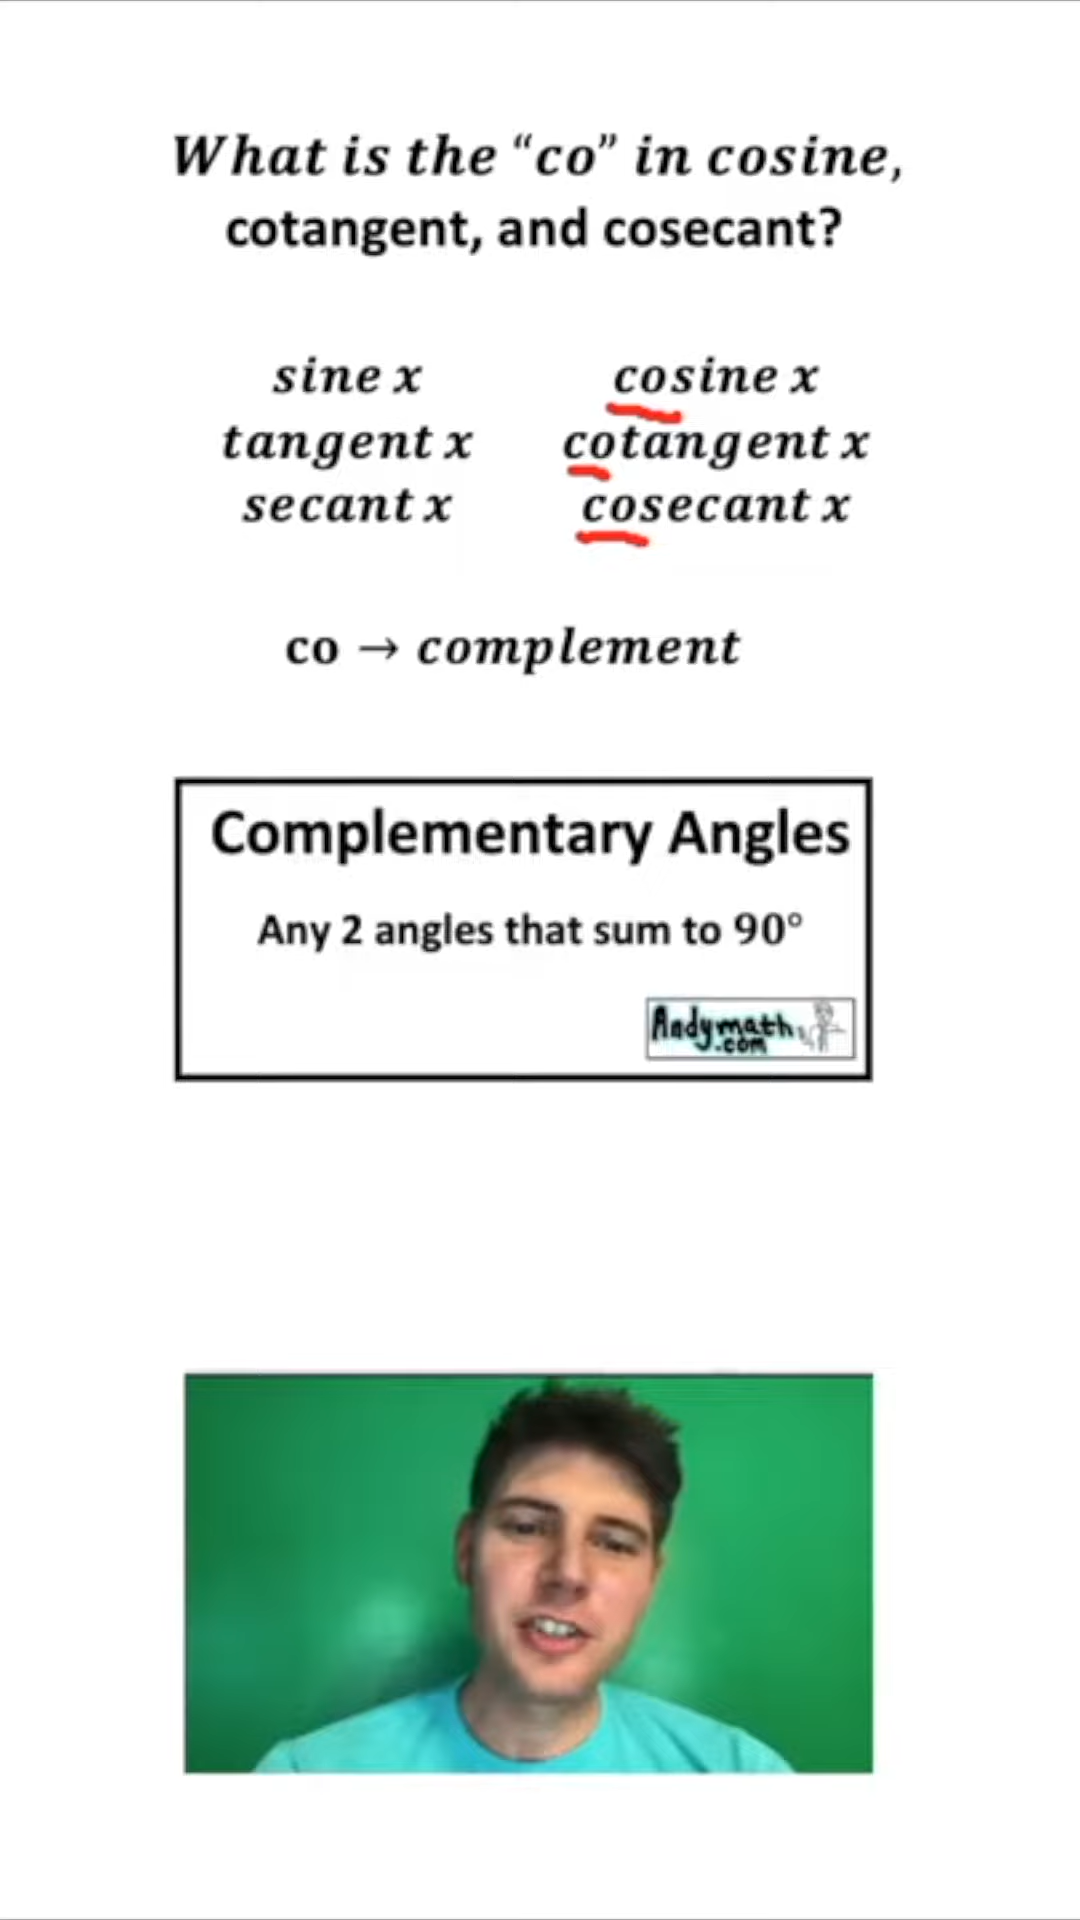 What is the “co” in cosine,
cotangent, and cosecant?
sine x cosine x
tangent x cotangent x
secant x cosecant x
co → complement
Complementary Angles
Any 2 angles that sum to 90°
Andymath
.com